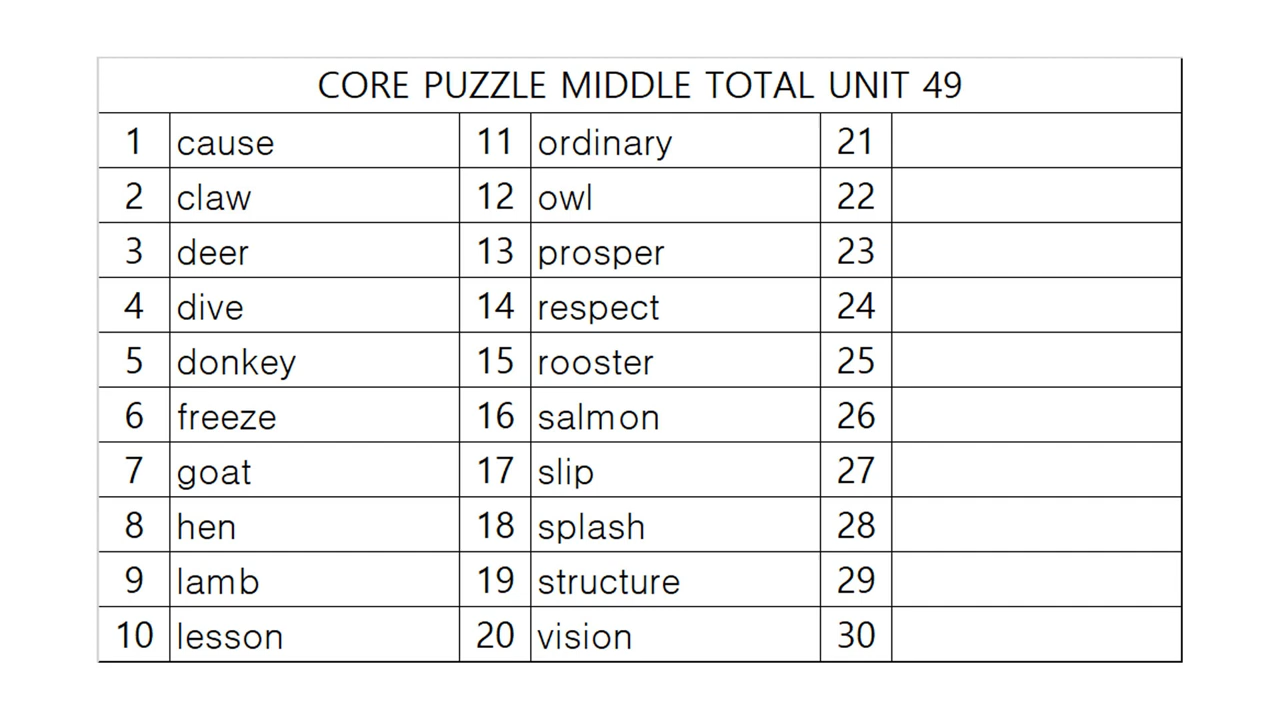 CORE PUZZLE MIDDLE TOTAL UNIT 49
1 cause 11 ordinary 21
2 claw 12 owl 22
3 deer 13 prosper 23
4 dive 14 respect 24
5 donkey 15 rooster 25
6 freeze 16 salmon 26
7 goat 17 slip 27
8 hen 18 splash 28
9 lamb 19 structure 29
10 lesson 20 vision 30